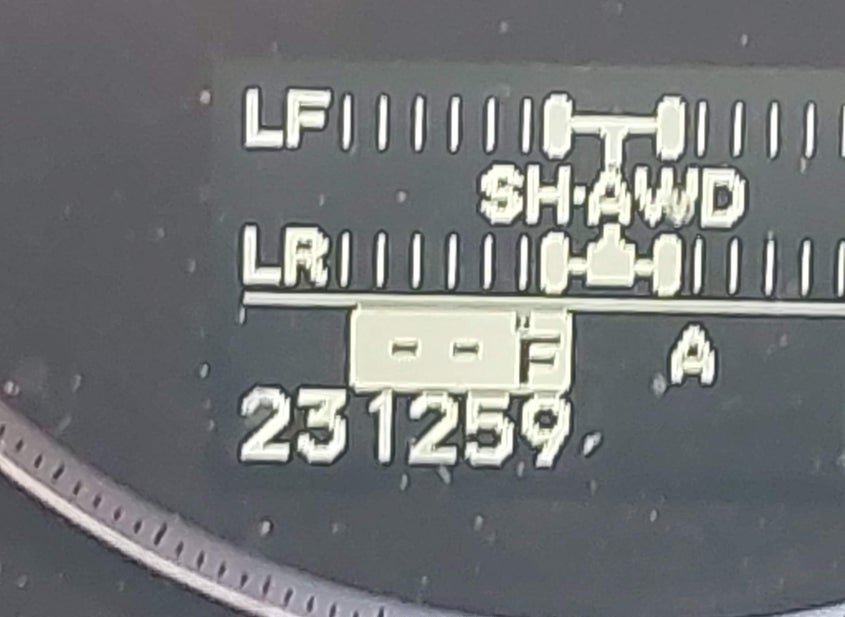 LF
SH-AWD
LR
--°F A
231259